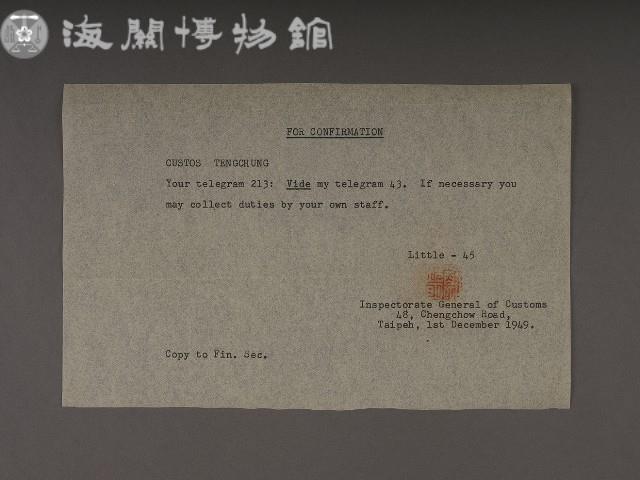 海關博物館
FOR CONFIRMATION
CUSTOS TENGCHUNG
Your telegram 213: Vide my telegram 43. If necessary you
may collect duties by your own staff.
Little - 45
Inspectorate General of Customs
48, Chengchow Road,
Taipeh, 1st December 1949.
Copy to Fin. Sec.